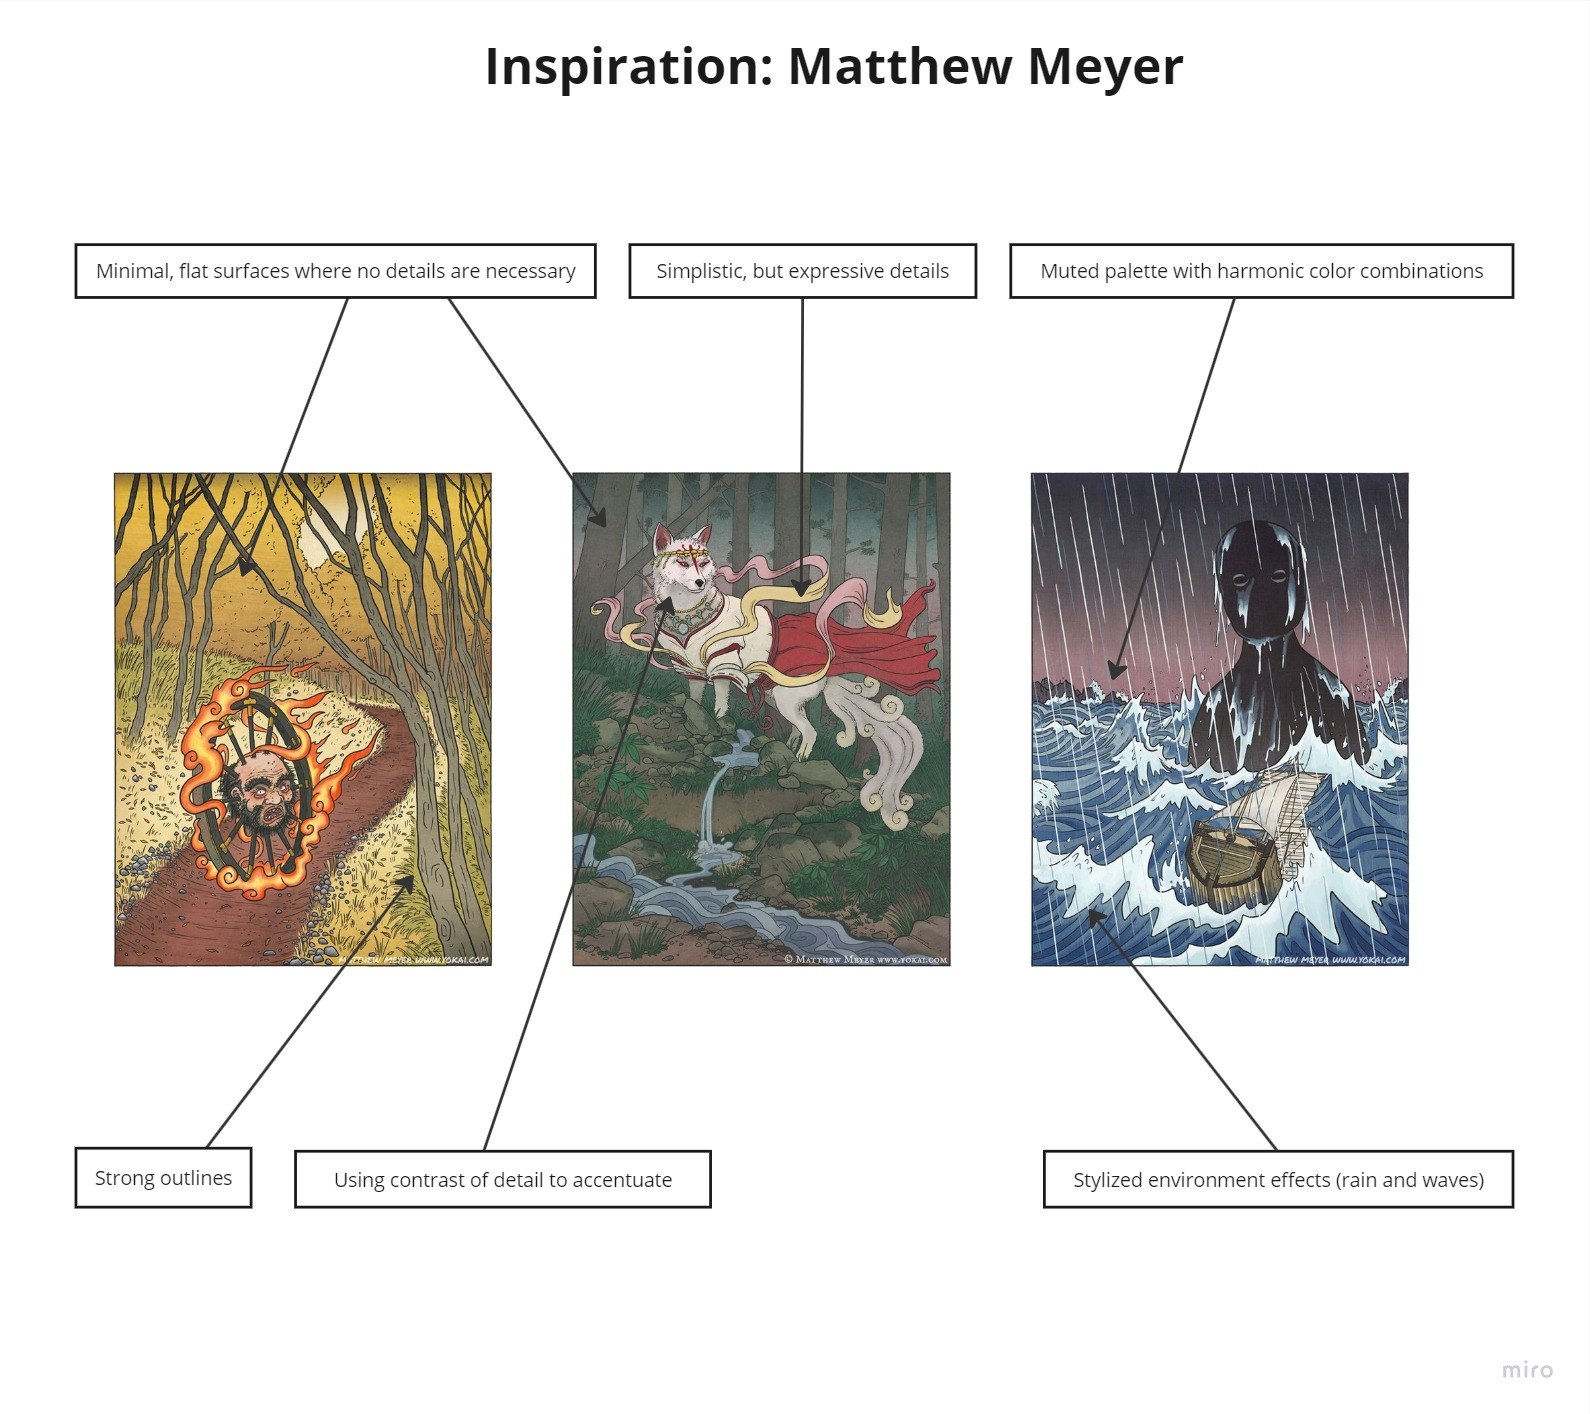 Inspiration: Matthew Meyer
Minimal, flat surfaces where no details are necessary
Simplistic, but expressive details
Muted palette with harmonic color combinations
MATTHEW MEYER WWW.YOKAI.COM
© MATTHEW MEYER WWW.YOKAI.COM
MATTHEW MEYER WWW.YOKAI.COM
Strong outlines
Using contrast of detail to accentuate
Stylized environment effects (rain and waves)
miro